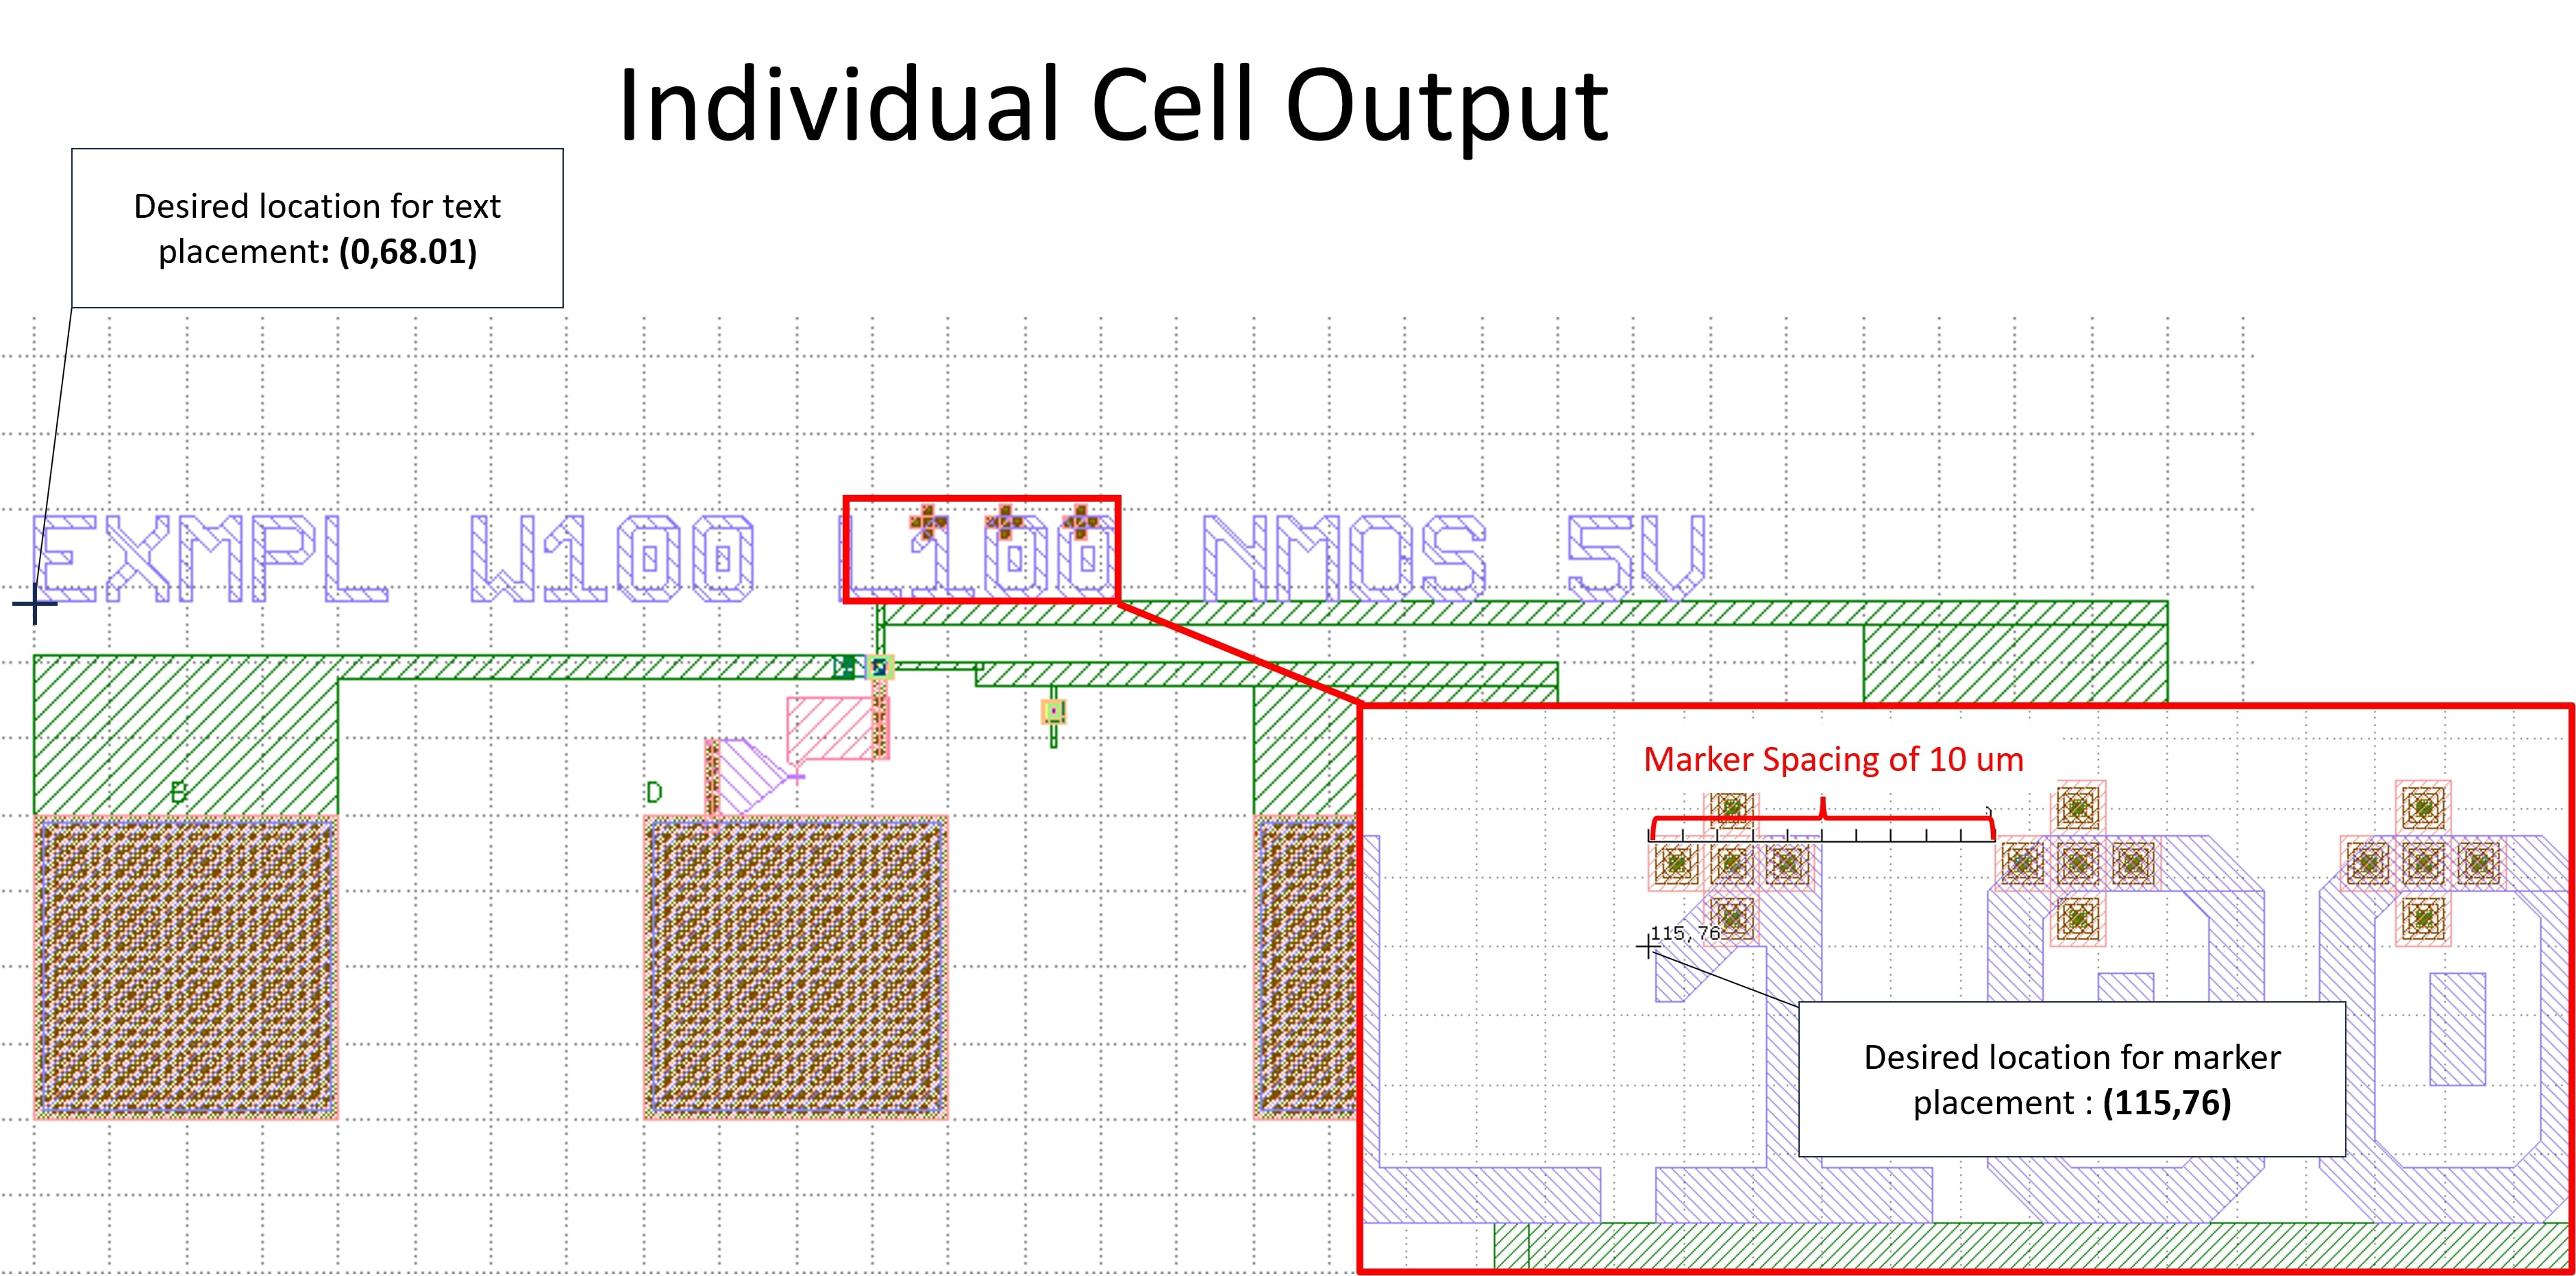 Individual Cell Output
Desired location for text
placement: (0,68.01)
EXMPL W100 L100 NMOS 5V
B
D
Marker Spacing of 10 um
115,76
Desired location for marker
placement : (115,76)